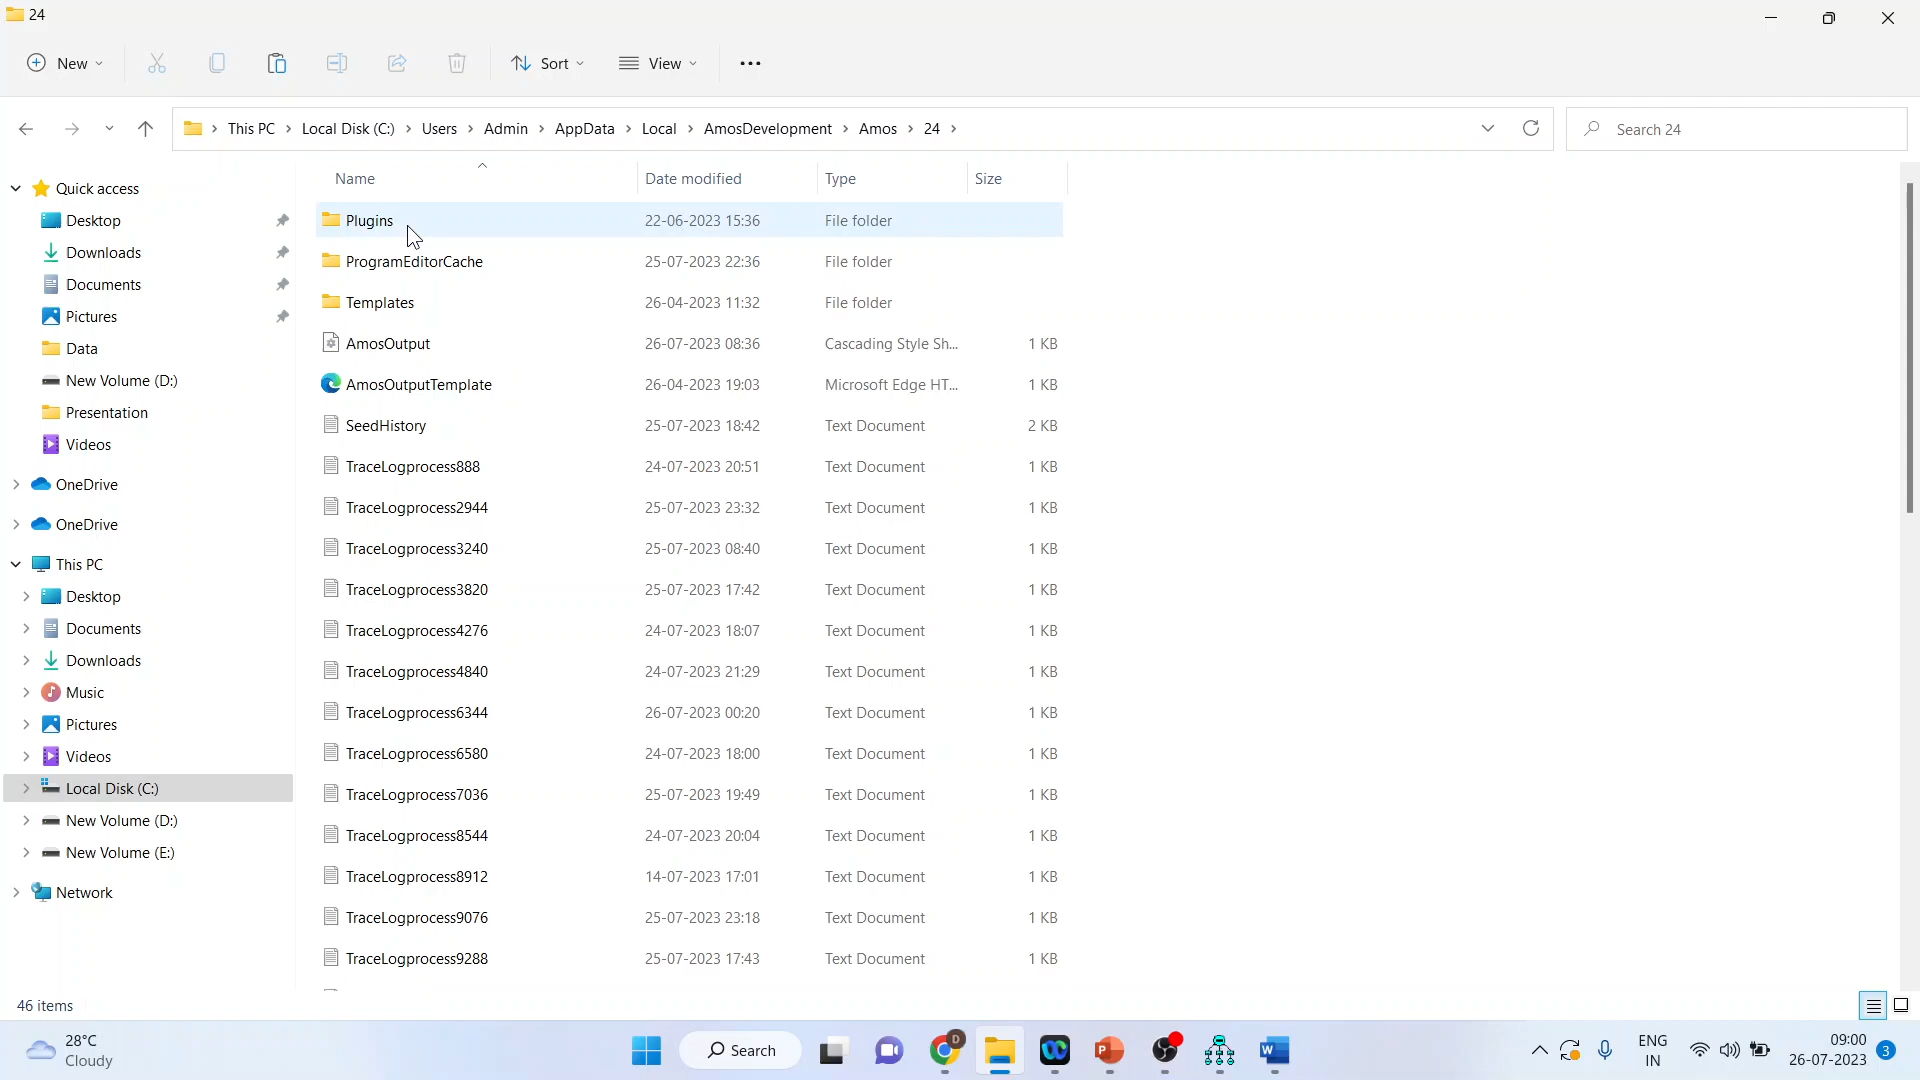 24
New
Sort
View
This PC > Local Disk (C:) > Users > Admin > AppData > Local > AmosDevelopment > Amos > 24 >
Search 24
Name Date modified Type Size
Quick access
Desktop
Downloads
Documents
Pictures
Data
New Volume (D:)
Presentation
Videos
OneDrive
OneDrive
This PC
Desktop
Documents
Downloads
Music
Pictures
Videos
Local Disk (C:)
New Volume (D:)
New Volume (E:)
Network
Plugins 22-06-2023 15:36 File folder
ProgramEditorCache 25-07-2023 22:36 File folder
Templates 26-04-2023 11:32 File folder
AmosOutput 26-07-2023 08:36 Cascading Style Sh... 1 KB
AmosOutputTemplate 26-04-2023 19:03 Microsoft Edge HT... 1 KB
SeedHistory 25-07-2023 18:42 Text Document 2 KB
TraceLogprocess888 24-07-2023 20:51 Text Document 1 KB
TraceLogprocess2944 25-07-2023 23:32 Text Document 1 KB
TraceLogprocess3240 25-07-2023 08:40 Text Document 1 KB
TraceLogprocess3820 25-07-2023 17:42 Text Document 1 KB
TraceLogprocess4276 24-07-2023 18:07 Text Document 1 KB
TraceLogprocess4840 24-07-2023 21:29 Text Document 1 KB
TraceLogprocess6344 26-07-2023 00:20 Text Document 1 KB
TraceLogprocess6580 24-07-2023 18:00 Text Document 1 KB
TraceLogprocess7036 25-07-2023 19:49 Text Document 1 KB
TraceLogprocess8544 24-07-2023 20:04 Text Document 1 KB
TraceLogprocess8912 14-07-2023 17:01 Text Document 1 KB
TraceLogprocess9076 25-07-2023 23:18 Text Document 1 KB
TraceLogprocess9288 25-07-2023 17:43 Text Document 1 KB
46 items
28°C
Cloudy
Search
D
P
W
ENG
IN
09:00
26-07-2023
3